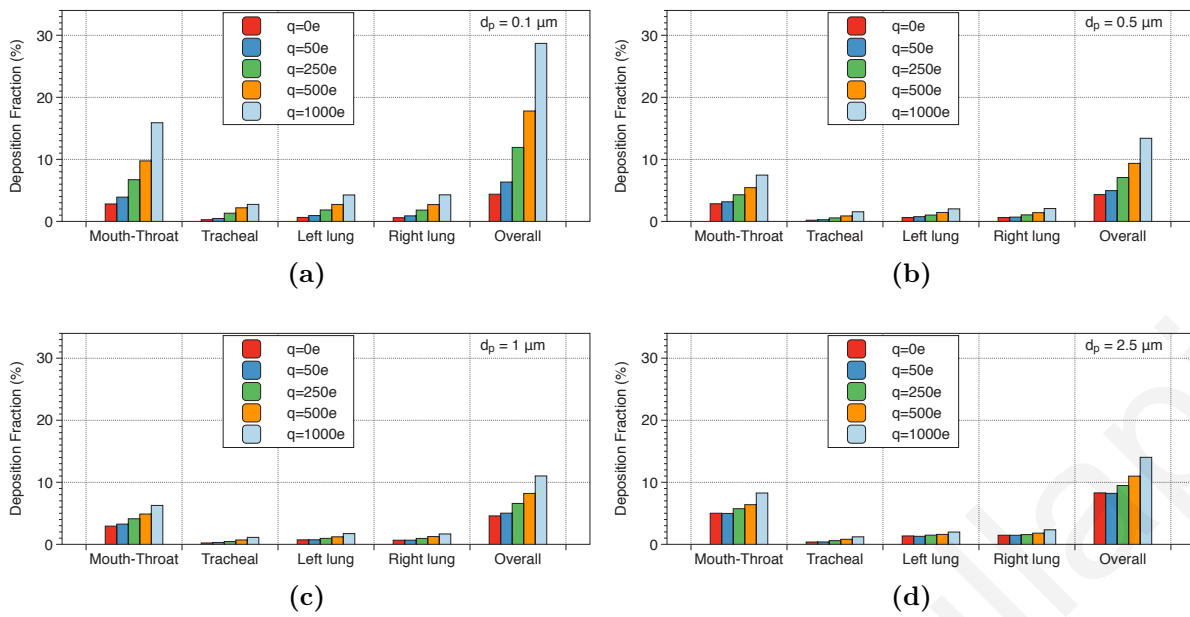 Deposition Fraction (%)
30
20
10
0
q=0e
q=50e
q=250e
q=500e
q=1000e
dp = 0.1 µm
Mouth-Throat Tracheal Left lung Right lung Overall
(a)
Deposition Fraction (%)
30
20
10
0
q=0e
q=50e
q=250e
q=500e
q=1000e
dp = 0.5 µm
Mouth-Throat Tracheal Left lung Right lung Overall
(b)
Deposition Fraction (%)
30
20
10
0
q=0e
q=50e
q=250e
q=500e
q=1000e
dp = 1 µm
Mouth-Throat Tracheal Left lung Right lung Overall
(c)
Deposition Fraction (%)
30
20
10
0
q=0e
q=50e
q=250e
q=500e
q=1000e
dp = 2.5 µm
Mouth-Throat Tracheal Left lung Right lung Overall
(d)